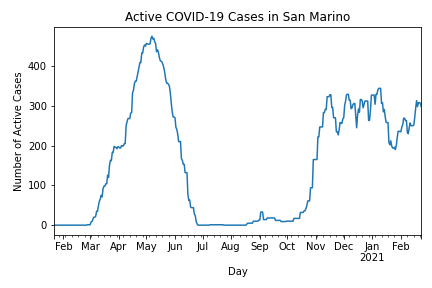 Active COVID-19 Cases in San Marino
Number of Active Cases
400
300
200
100
0
Feb Mar Apr May Jun Jul Aug Sep Oct Nov Dec Jan Feb
2021
Day